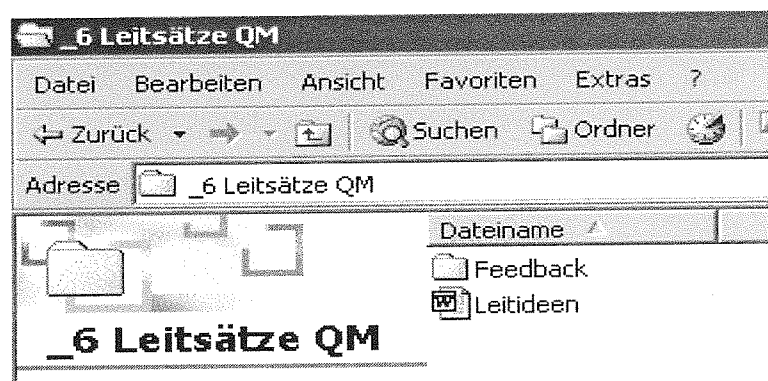 _6 Leitsätze QM
Datei Bearbeiten Ansicht Favoriten Extras ?
Zurück Suchen Ordner
Adresse _6 Leitsätze QM
Dateiname
Feedback
Leitideen
_6 Leitsätze QM